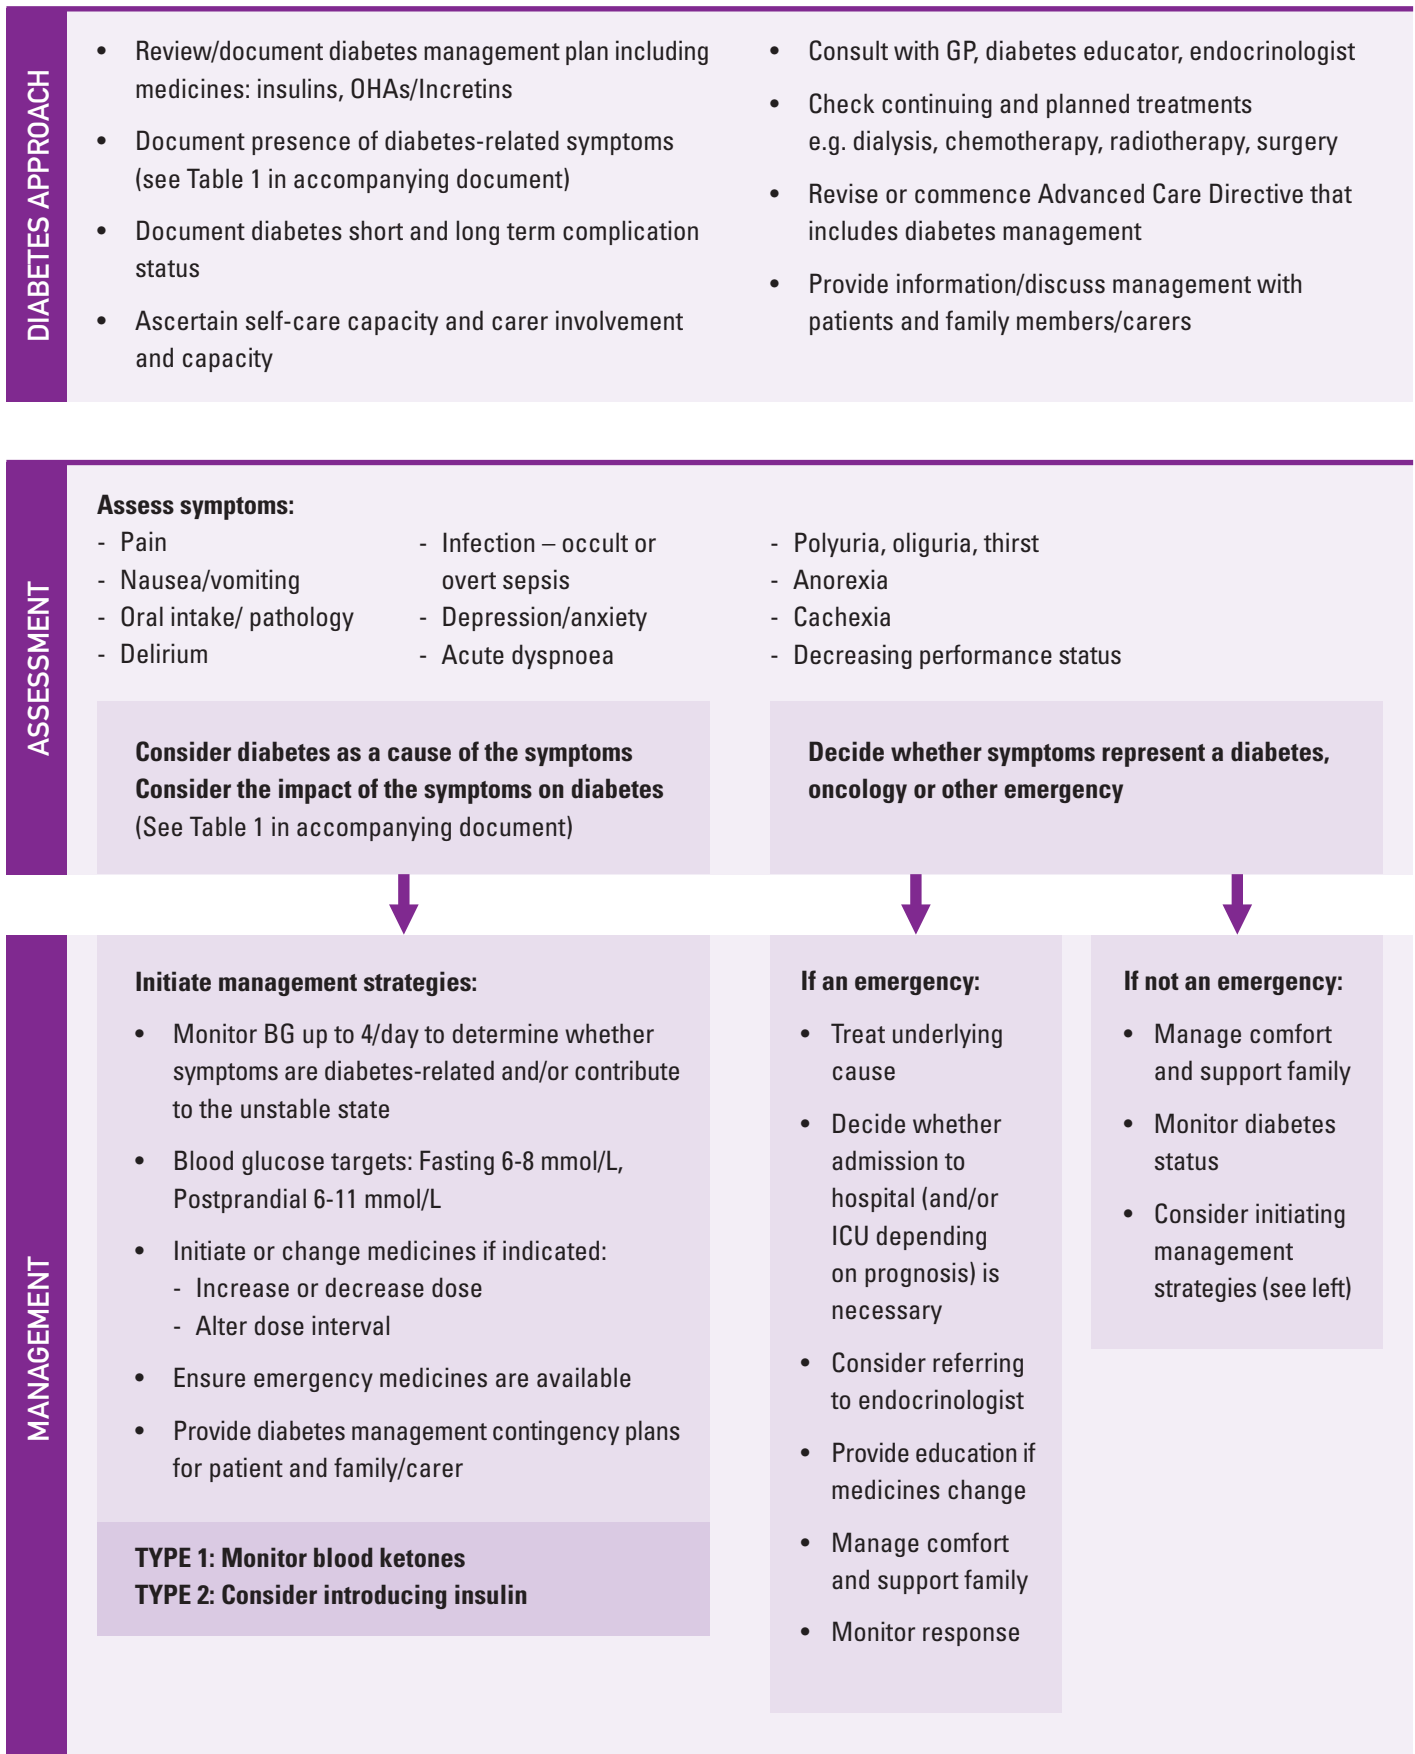 DIABETES APPROACH
• Review/document diabetes management plan including
medicines: insulins, OHAs/Incretins
• Document presence of diabetes-related symptoms
(see Table 1 in accompanying document)
• Document diabetes short and long term complication
status
• Ascertain self-care capacity and carer involvement
and capacity
• Consult with GP, diabetes educator, endocrinologist
• Check continuing and planned treatments
e.g. dialysis, chemotherapy, radiotherapy, surgery
• Revise or commence Advanced Care Directive that
includes diabetes management
• Provide information/discuss management with
patients and family members/carers
ASSESSMENT
Assess symptoms:
- Pain
- Nausea/vomiting
- Oral intake/ pathology
- Delirium
- Infection – occult or
overt sepsis
- Depression/anxiety
- Acute dyspnoea
- Polyuria, oliguria, thirst
- Anorexia
- Cachexia
- Decreasing performance status
Consider diabetes as a cause of the symptoms
Consider the impact of the symptoms on diabetes
(See Table 1 in accompanying document)
Decide whether symptoms represent a diabetes,
oncology or other emergency
MANAGEMENT
Initiate management strategies:
• Monitor BG up to 4/day to determine whether
symptoms are diabetes-related and/or contribute
to the unstable state
• Blood glucose targets: Fasting 6-8 mmol/L,
Postprandial 6-11 mmol/L
• Initiate or change medicines if indicated:
- Increase or decrease dose
- Alter dose interval
• Ensure emergency medicines are available
• Provide diabetes management contingency plans
for patient and family/carer
TYPE 1: Monitor blood ketones
TYPE 2: Consider introducing insulin
If an emergency:
• Treat underlying
cause
• Decide whether
admission to
hospital (and/or
ICU depending
on prognosis) is
necessary
• Consider referring
to endocrinologist
• Provide education if
medicines change
• Manage comfort
and support family
• Monitor response
If not an emergency:
• Manage comfort
and support family
• Monitor diabetes
status
• Consider initiating
management
strategies (see left)